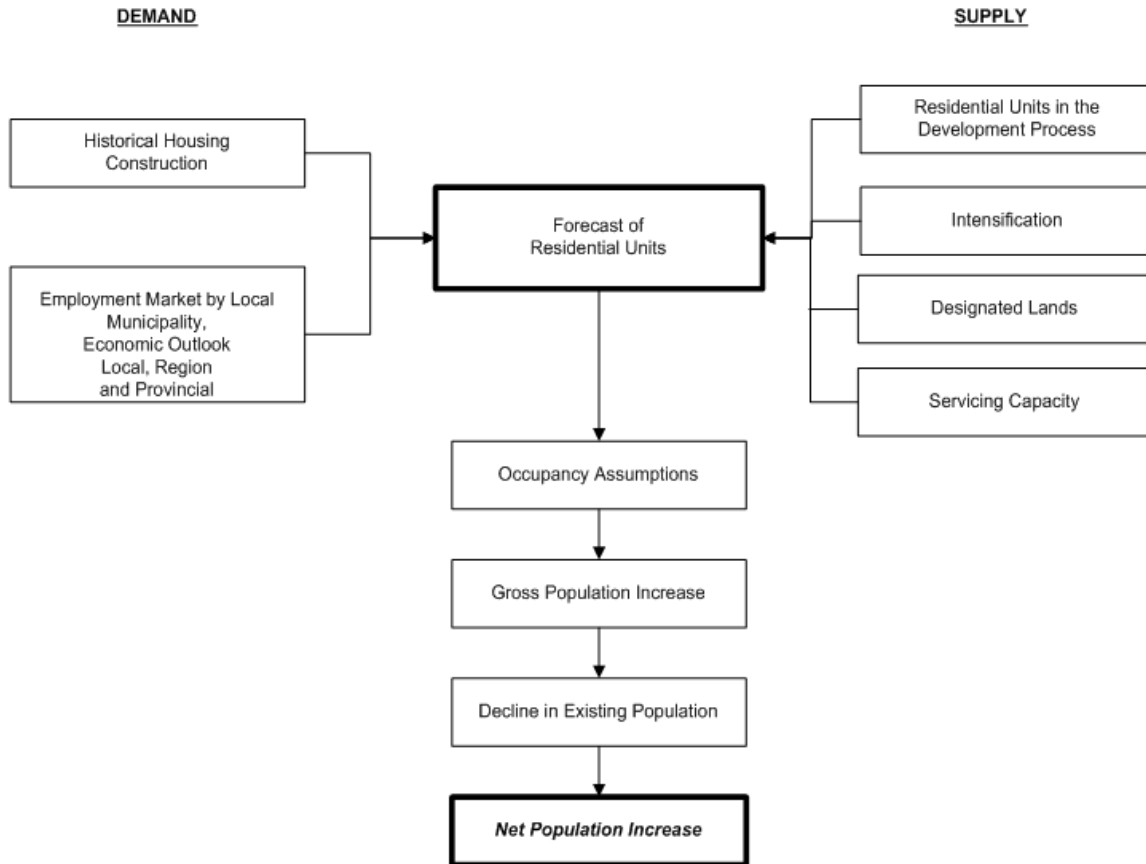 DEMAND
SUPPLY
Historical Housing
Construction
Employment Market by Local
Municipality,
Economic Outlook
Local, Region
and Provincial
Forecast of
Residential Units
Residential Units in the
Development Process
Intensification
Designated Lands
Servicing Capacity
Occupancy Assumptions
Gross Population Increase
Decline in Existing Population
Net Population Increase